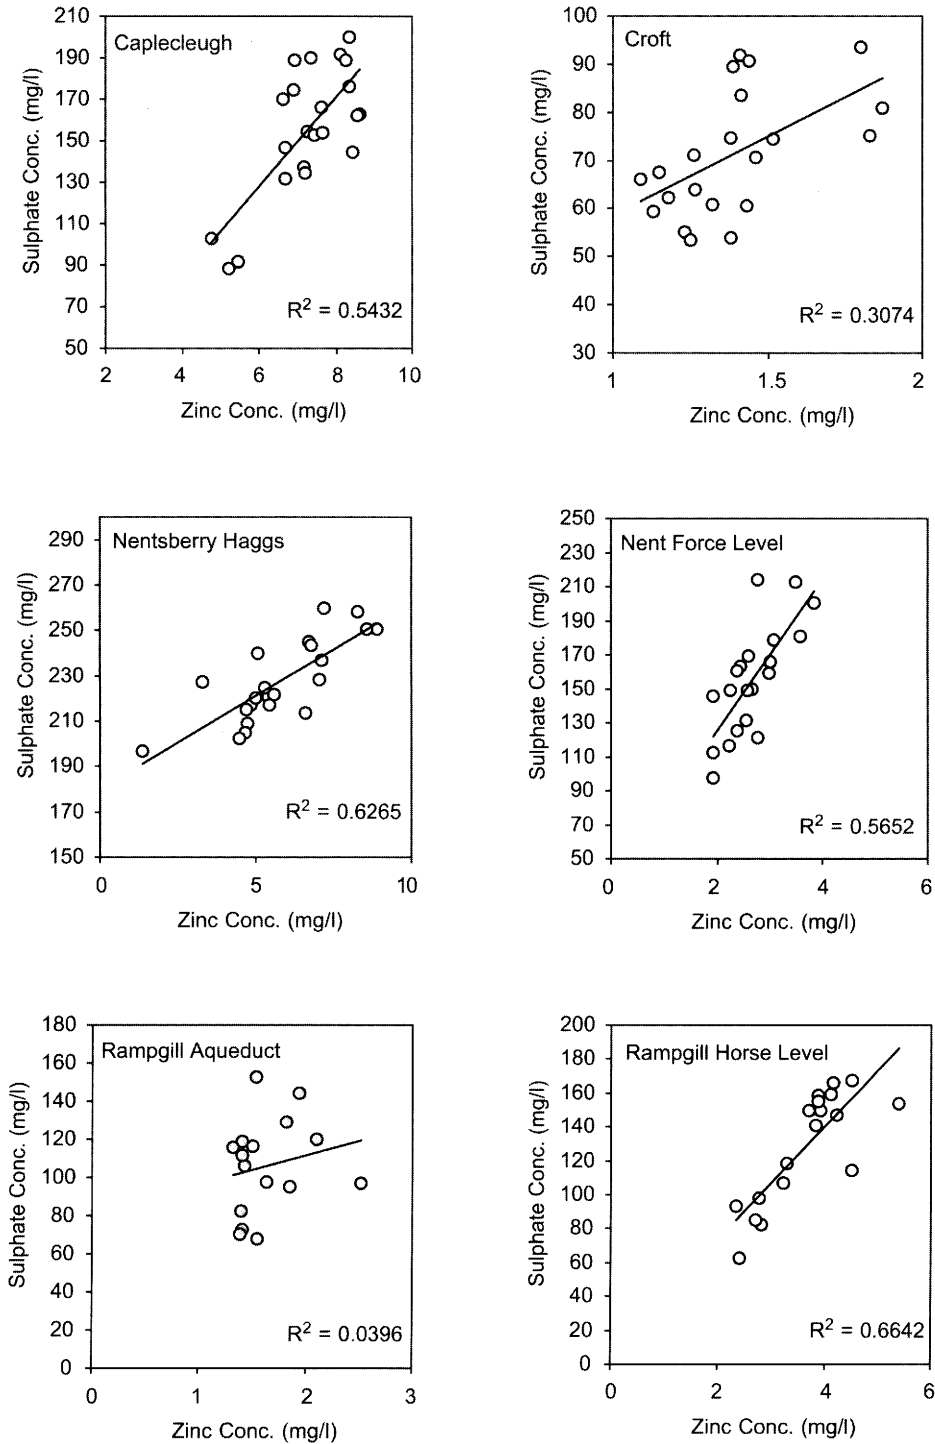 Caplecleugh
Sulphate Conc. (mg/l)
210
190
170
150
130
110
90
70
50
R² = 0.5432
2 4 6 8 10
Zinc Conc. (mg/l)
Croft
Sulphate Conc. (mg/l)
100
90
80
70
60
50
40
30
R² = 0.3074
1 1.5 2
Zinc Conc. (mg/l)
Nentsberry Haggs
Sulphate Conc. (mg/l)
290
270
250
230
210
190
170
150
R² = 0.6265
0 5 10
Zinc Conc. (mg/l)
Nent Force Level
Sulphate Conc. (mg/l)
250
230
210
190
170
150
130
110
90
70
50
R² = 0.5652
0 2 4 6
Zinc Conc. (mg/l)
Rampgill Aqueduct
Sulphate Conc. (mg/l)
180
160
140
120
100
80
60
40
20
0
R² = 0.0396
0 1 2 3
Zinc Conc. (mg/l)
Rampgill Horse Level
Sulphate Conc. (mg/l)
200
180
160
140
120
100
80
60
40
20
0
R² = 0.6642
0 2 4 6
Zinc Conc. (mg/l)